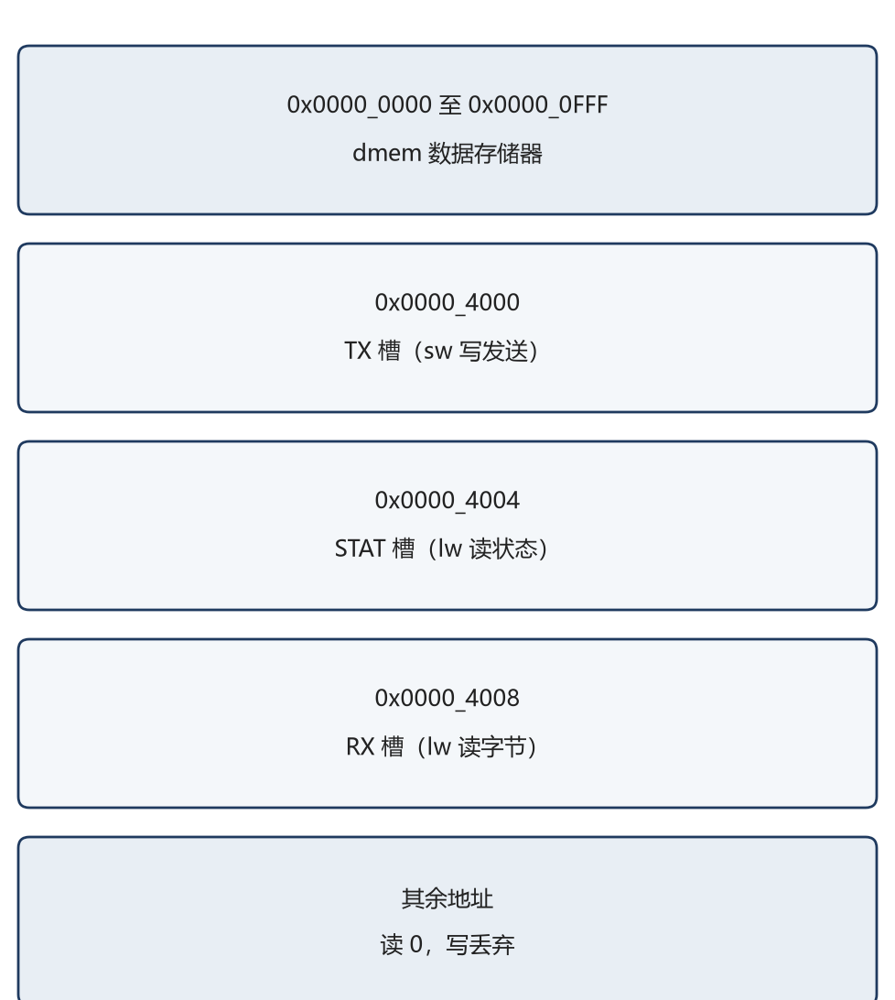 0x0000_0000 至 0x0000_0FFF
dmem 数据存储器
0x0000_4000
TX 槽（sw 写发送）
0x0000_4004
STAT 槽（lw 读状态）
0x0000_4008
RX 槽（lw 读字节）
其余地址
读 0，写丢弃